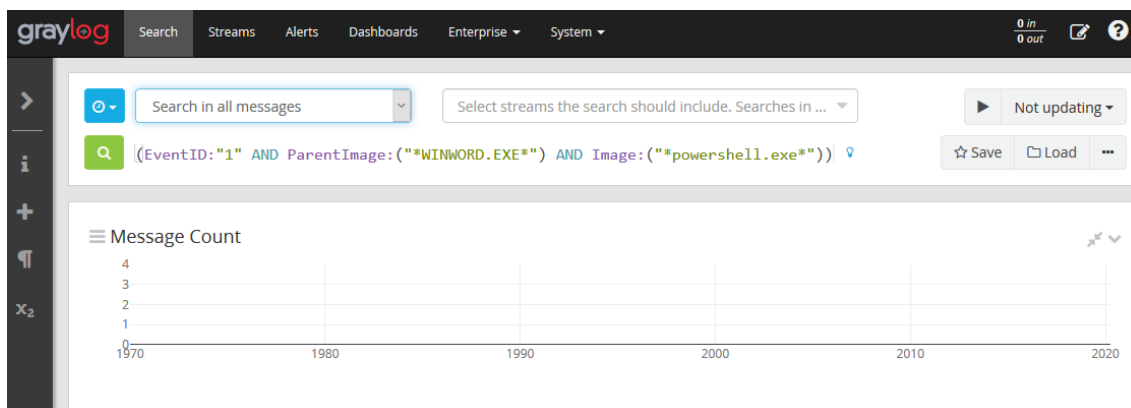 graylog Search Streams Alerts Dashboards Enterprise System 0 in
0 out
Search in all messages Select streams the search should include. Searches in ... Not updating
(EventID:"1" AND ParentImage:("*WINWORD.EXE*") AND Image:("*powershell.exe*")) Save Load ...
Message Count
4
3
2
1
0
1970 1980 1990 2000 2010 2020